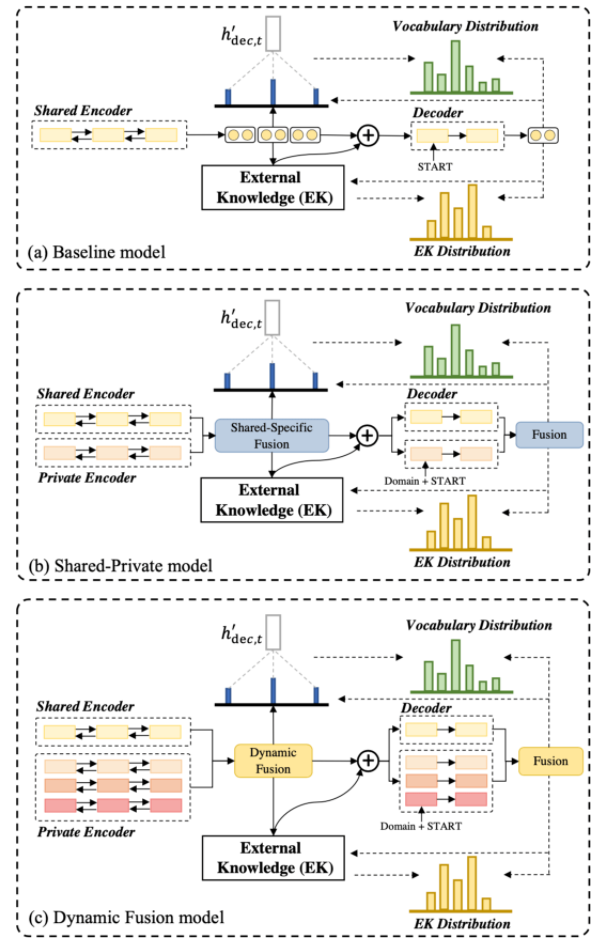 h′dec,t
Vocabulary Distribution
Shared Encoder
Decoder
START
External
Knowledge (EK)
EK Distribution
(a) Baseline model
h′dec,t
Vocabulary Distribution
Shared Encoder
Decoder
Shared-Specific
Fusion
Fusion
Private Encoder
Domain + START
External
Knowledge (EK)
EK Distribution
(b) Shared-Private model
h′dec,t
Vocabulary Distribution
Shared Encoder
Decoder
Dynamic
Fusion
Fusion
Private Encoder
Domain + START
External
Knowledge (EK)
EK Distribution
(c) Dynamic Fusion model